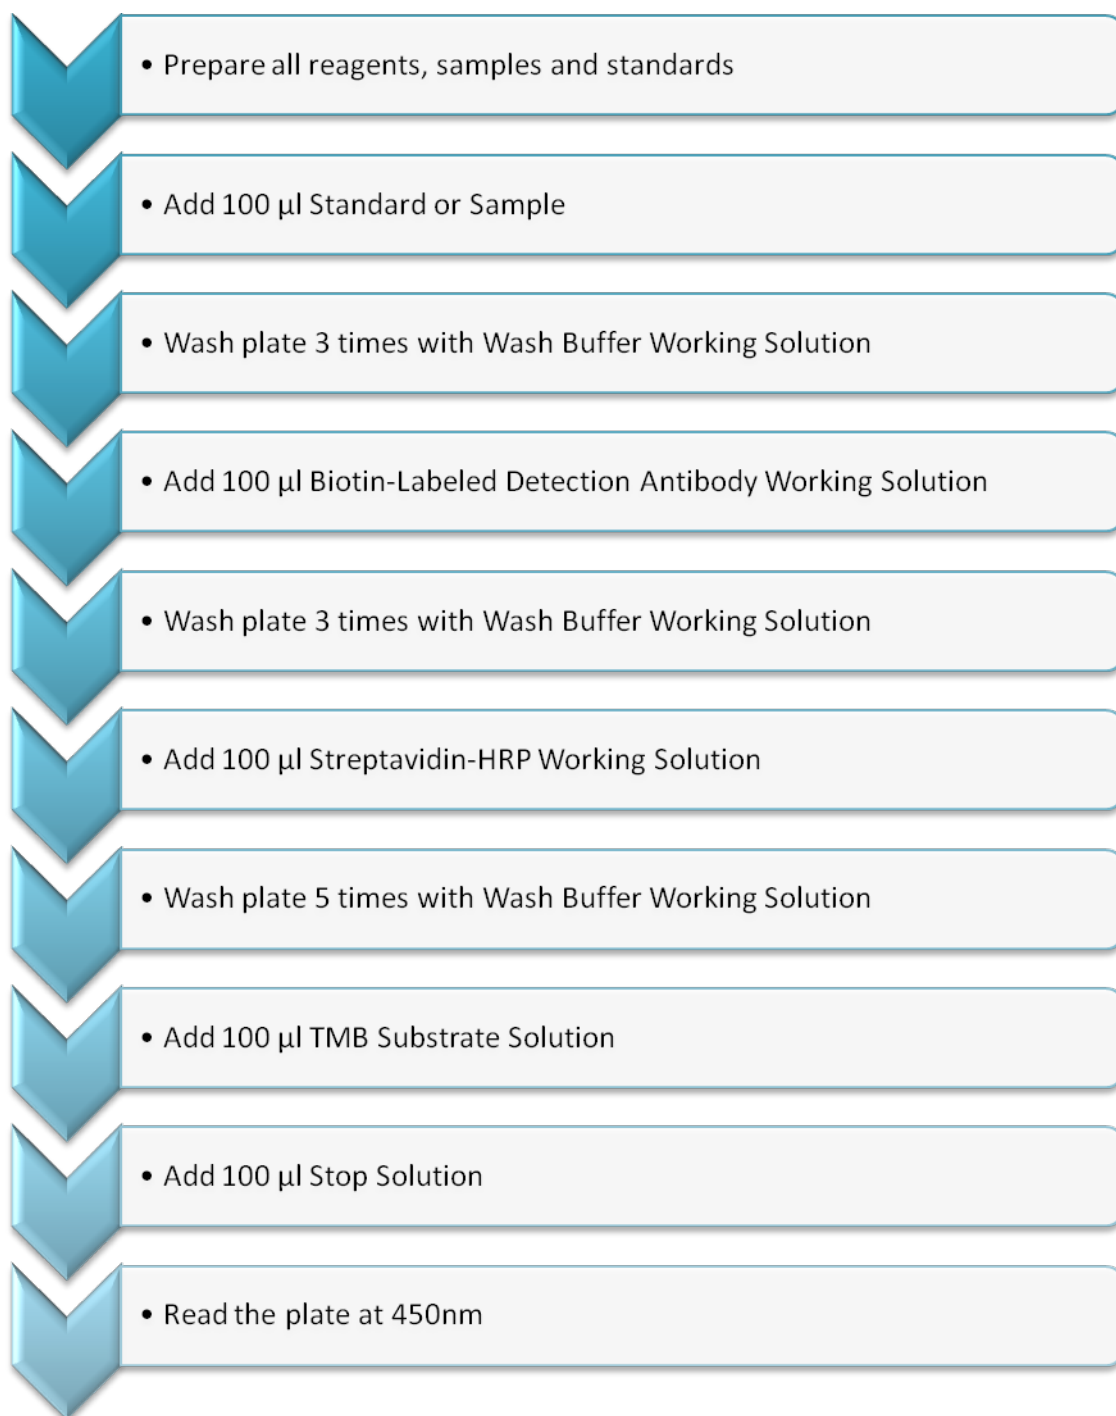 • Prepare all reagents, samples and standards
• Add 100 µl Standard or Sample
• Wash plate 3 times with Wash Buffer Working Solution
• Add 100 µl Biotin-Labeled Detection Antibody Working Solution
• Wash plate 3 times with Wash Buffer Working Solution
• Add 100 µl Streptavidin-HRP Working Solution
• Wash plate 5 times with Wash Buffer Working Solution
• Add 100 µl TMB Substrate Solution
• Add 100 µl Stop Solution
• Read the plate at 450nm